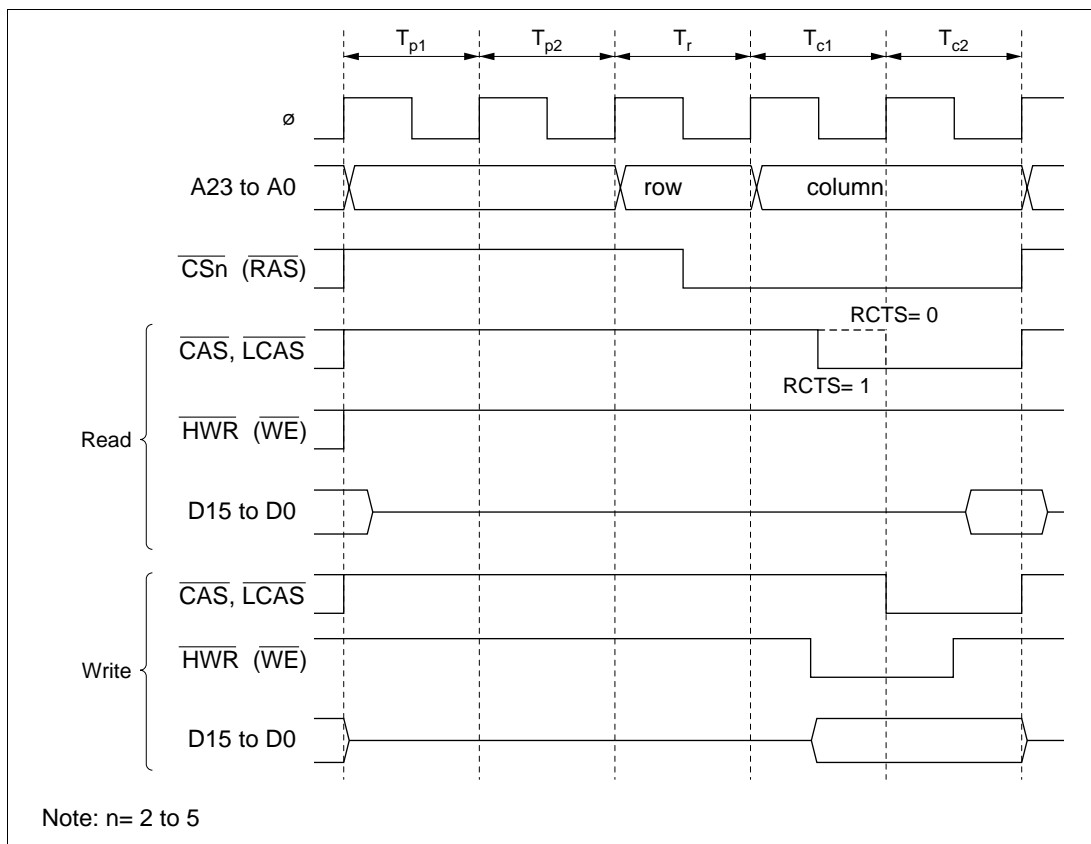 Tp1 Tp2 Tr Tc1 Tc2
ø
A23 to A0 row column
CSn (RAS)
RCTS= 0
CAS, LCAS
RCTS= 1
HWR (WE)
Read
D15 to D0
CAS, LCAS
HWR (WE)
Write
D15 to D0
Note: n= 2 to 5